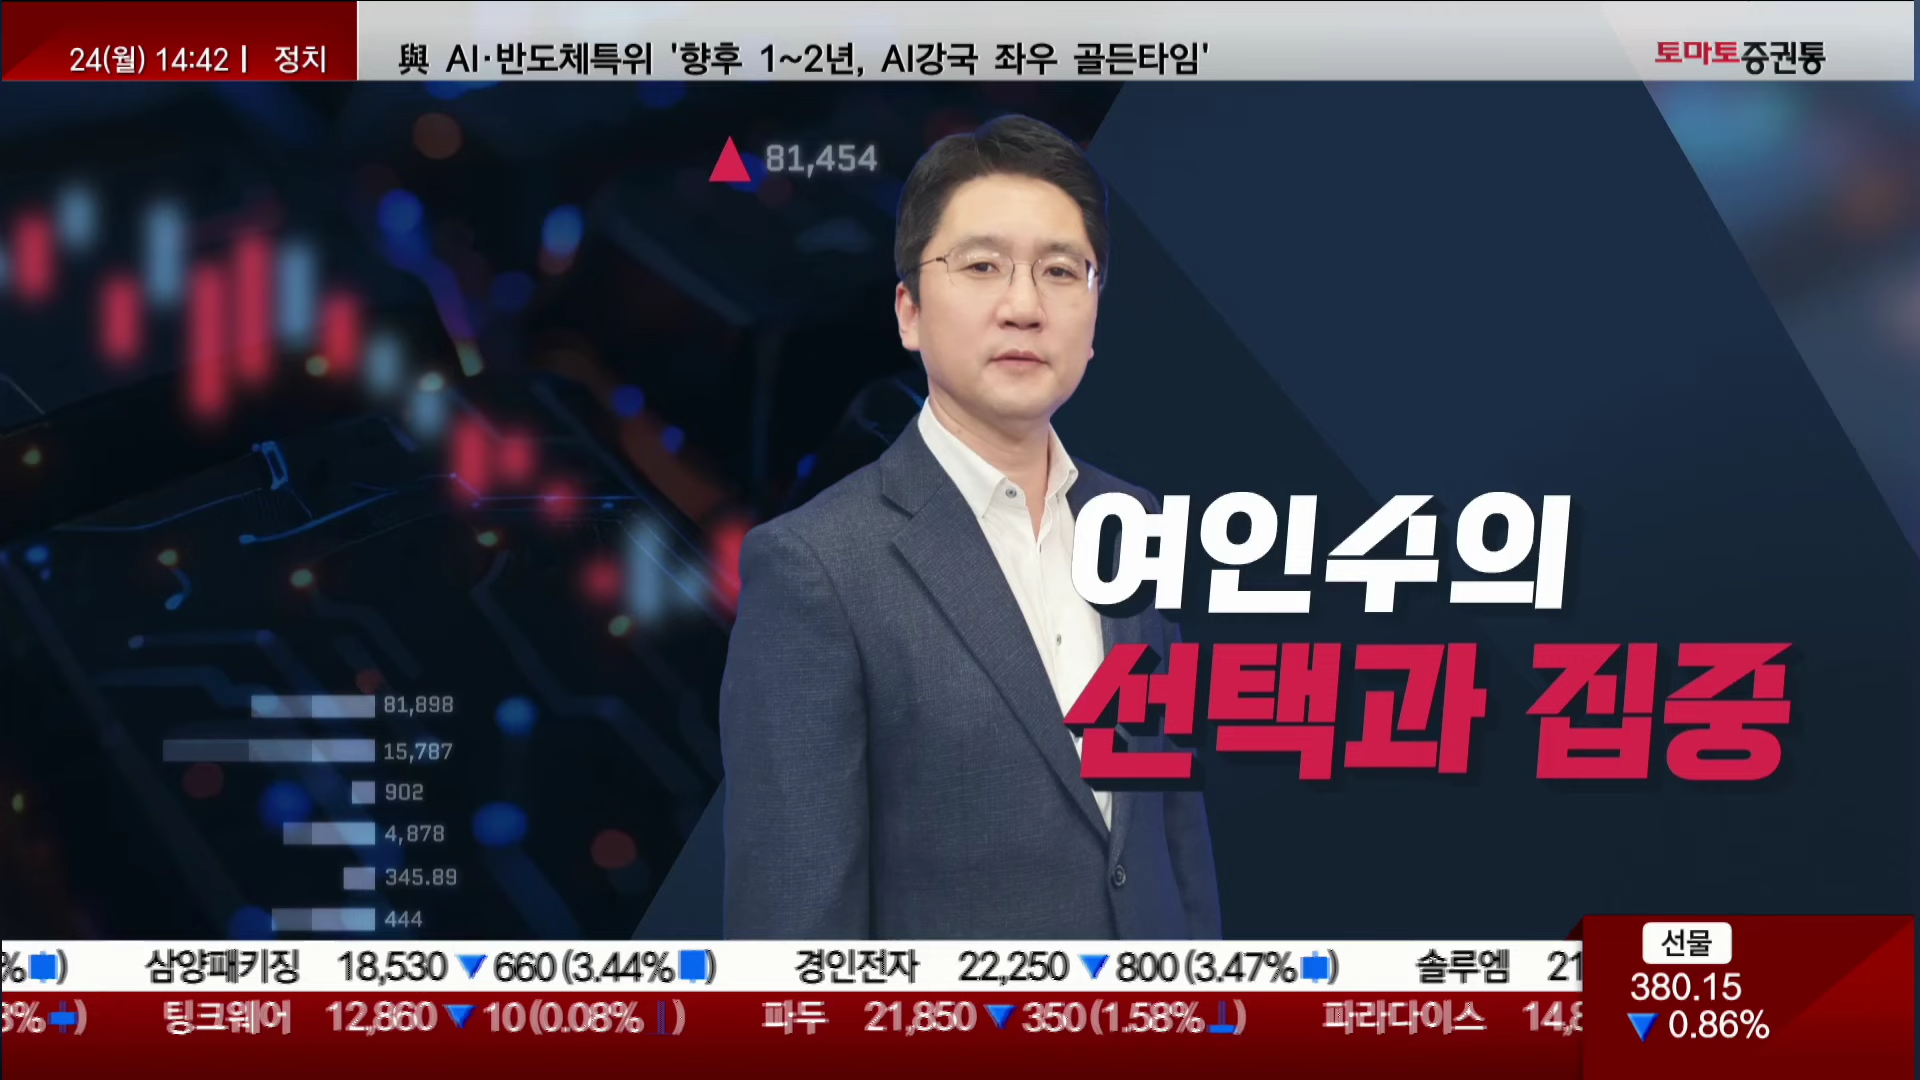 24(월) 14:42 | 정치
與 AI·반도체특위 '향후 1~2년, AI강국 좌우 골든타임'
토마토증권통
▲ 81,454
여인수의
선택과 집중
81,898
15,787
902
4,878
345.89
444
%) 삼양패키징 18,530 ▼ 660 (3.44%) 경인전자 22,250 ▼ 800 (3.47%) 솔루엠 21
%) 팅크웨어 12,860 ▼ 10 (0.08%) 파두 21,850 ▼ 350 (1.58%) 파라다이스 14,8
선물
380.15
▼ 0.86%